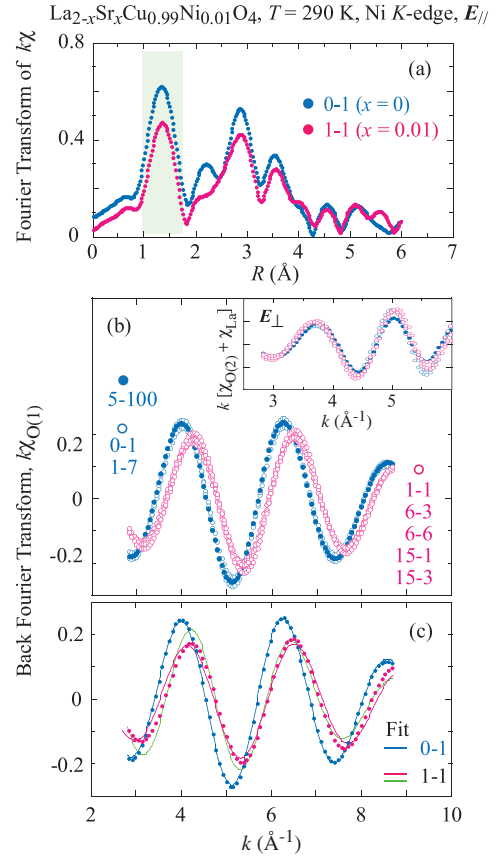 La2-xSrxCu0.99Ni0.01O4, T = 290 K, Ni K-edge, E//
Fourier Transform of kχ
0.8
0.4
0
(a)
0-1 (x = 0)
1-1 (x = 0.01)
0 1 2 3 4 5 6 7
R (Å)
Back Fourier Transform, kχO(1)
(b)
5-100
0-1
1-7
0.2
0
-0.2
k [χO(2) + χLa]
E⊥
3 4 5
k (Å-1)
1-1
6-3
6-6
15-1
15-3
(c)
0.2
0
-0.2
Fit
0-1
1-1
2 4 6 8 10
k (Å-1)